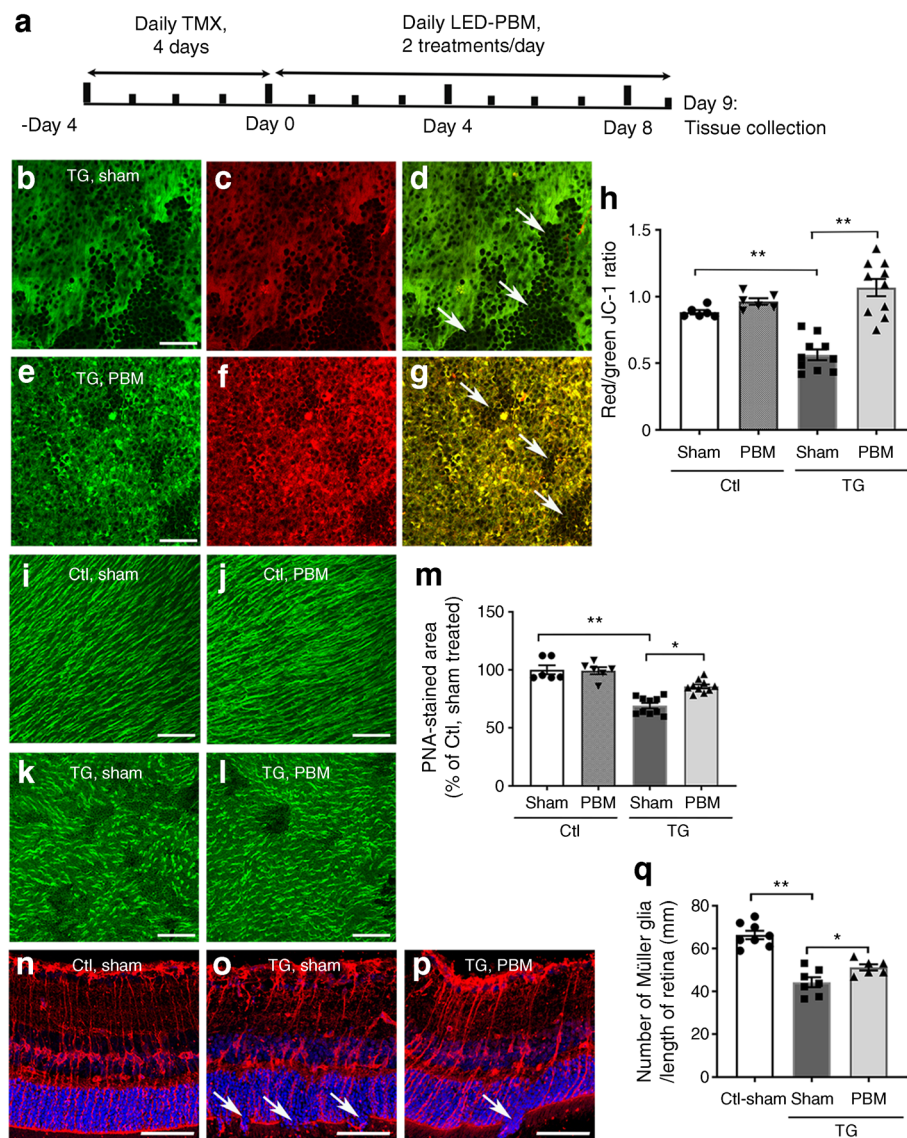 a
Daily TMX,
4 days
Daily LED-PBM,
2 treatments/day
-Day 4
Day 0
Day 4
Day 8
Day 9:
Tissue collection
b
TG, sham
c
d
e
TG, PBM
f
g
h
Red/green JC-1 ratio
1.5
1.0
0.5
0
**
**
Sham
PBM
Sham
PBM
Ctl
TG
i
Ctl, sham
j
Ctl, PBM
k
TG, sham
l
TG, PBM
m
PNA-stained area
(% of Ctl, sham treated)
150
100
50
0
**
*
Sham
PBM
Sham
PBM
Ctl
TG
n
Ctl, sham
o
TG, sham
p
TG, PBM
q
Number of Müller glia
/length of retina (mm)
80
60
40
20
0
**
*
Ctl-sham
Sham
PBM
TG